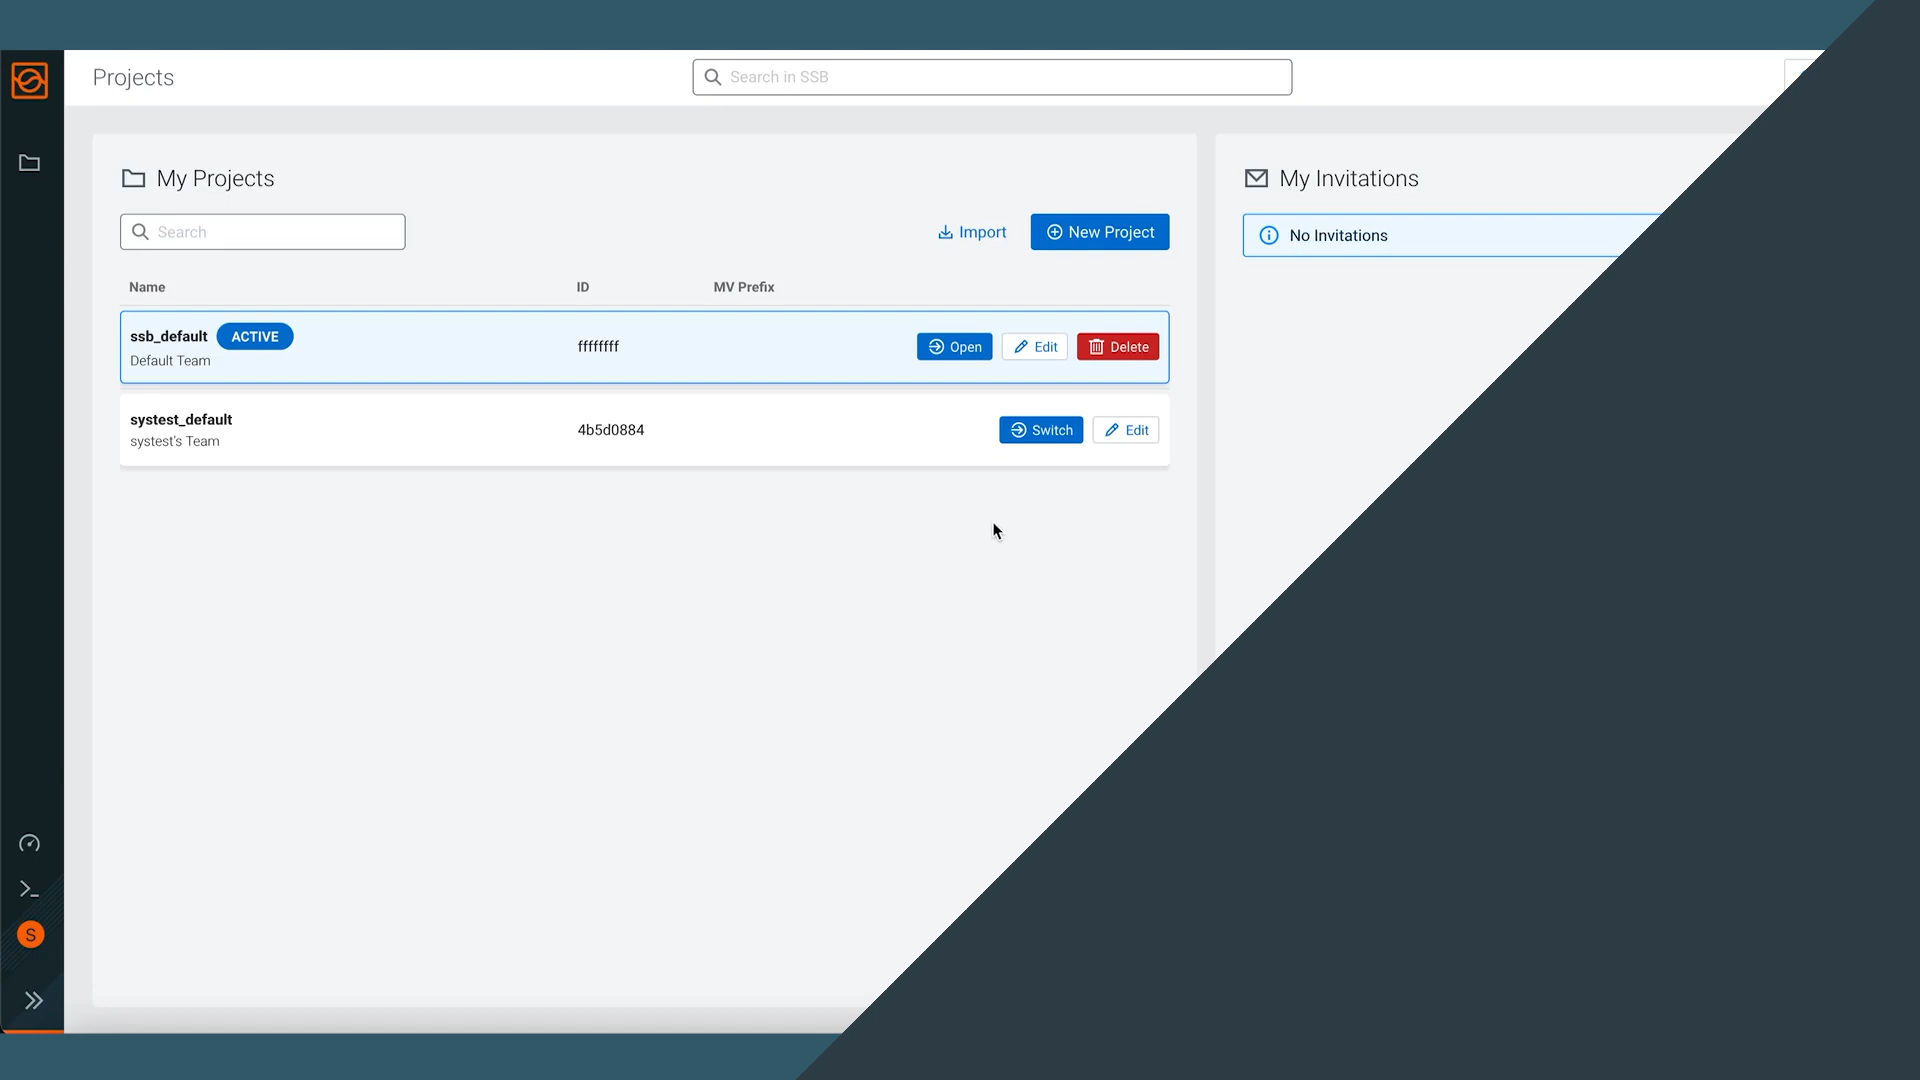 Projects
Search in SSB
My Projects
Search
Import
New Project
Name ID MV Prefix
ssb_default ACTIVE
Default Team
ffffffff
Open Edit Delete
systest_default
systest's Team
4b5d0884
Switch Edit
My Invitations
No Invitations
S